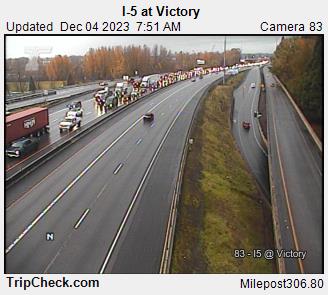 I-5 at Victory
Updated Dec 04 2023 7:51 AM Camera 83
N
83 - I5 @ Victory
TripCheck.com Milepost306.80